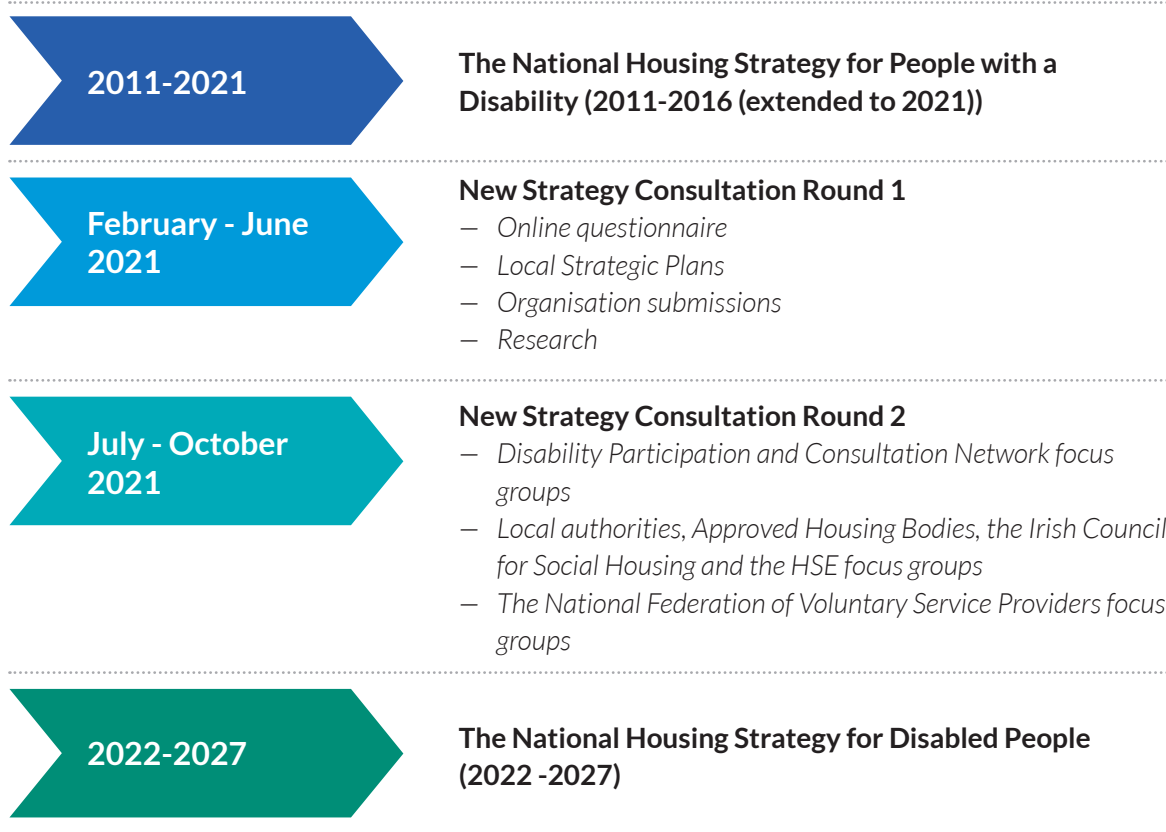 2011-2021
The National Housing Strategy for People with a
Disability (2011-2016 (extended to 2021))
February - June
2021
New Strategy Consultation Round 1
— Online questionnaire
— Local Strategic Plans
— Organisation submissions
— Research
July - October
2021
New Strategy Consultation Round 2
— Disability Participation and Consultation Network focus
groups
— Local authorities, Approved Housing Bodies, the Irish Council
for Social Housing and the HSE focus groups
— The National Federation of Voluntary Service Providers focus
groups
2022-2027
The National Housing Strategy for Disabled People
(2022 -2027)